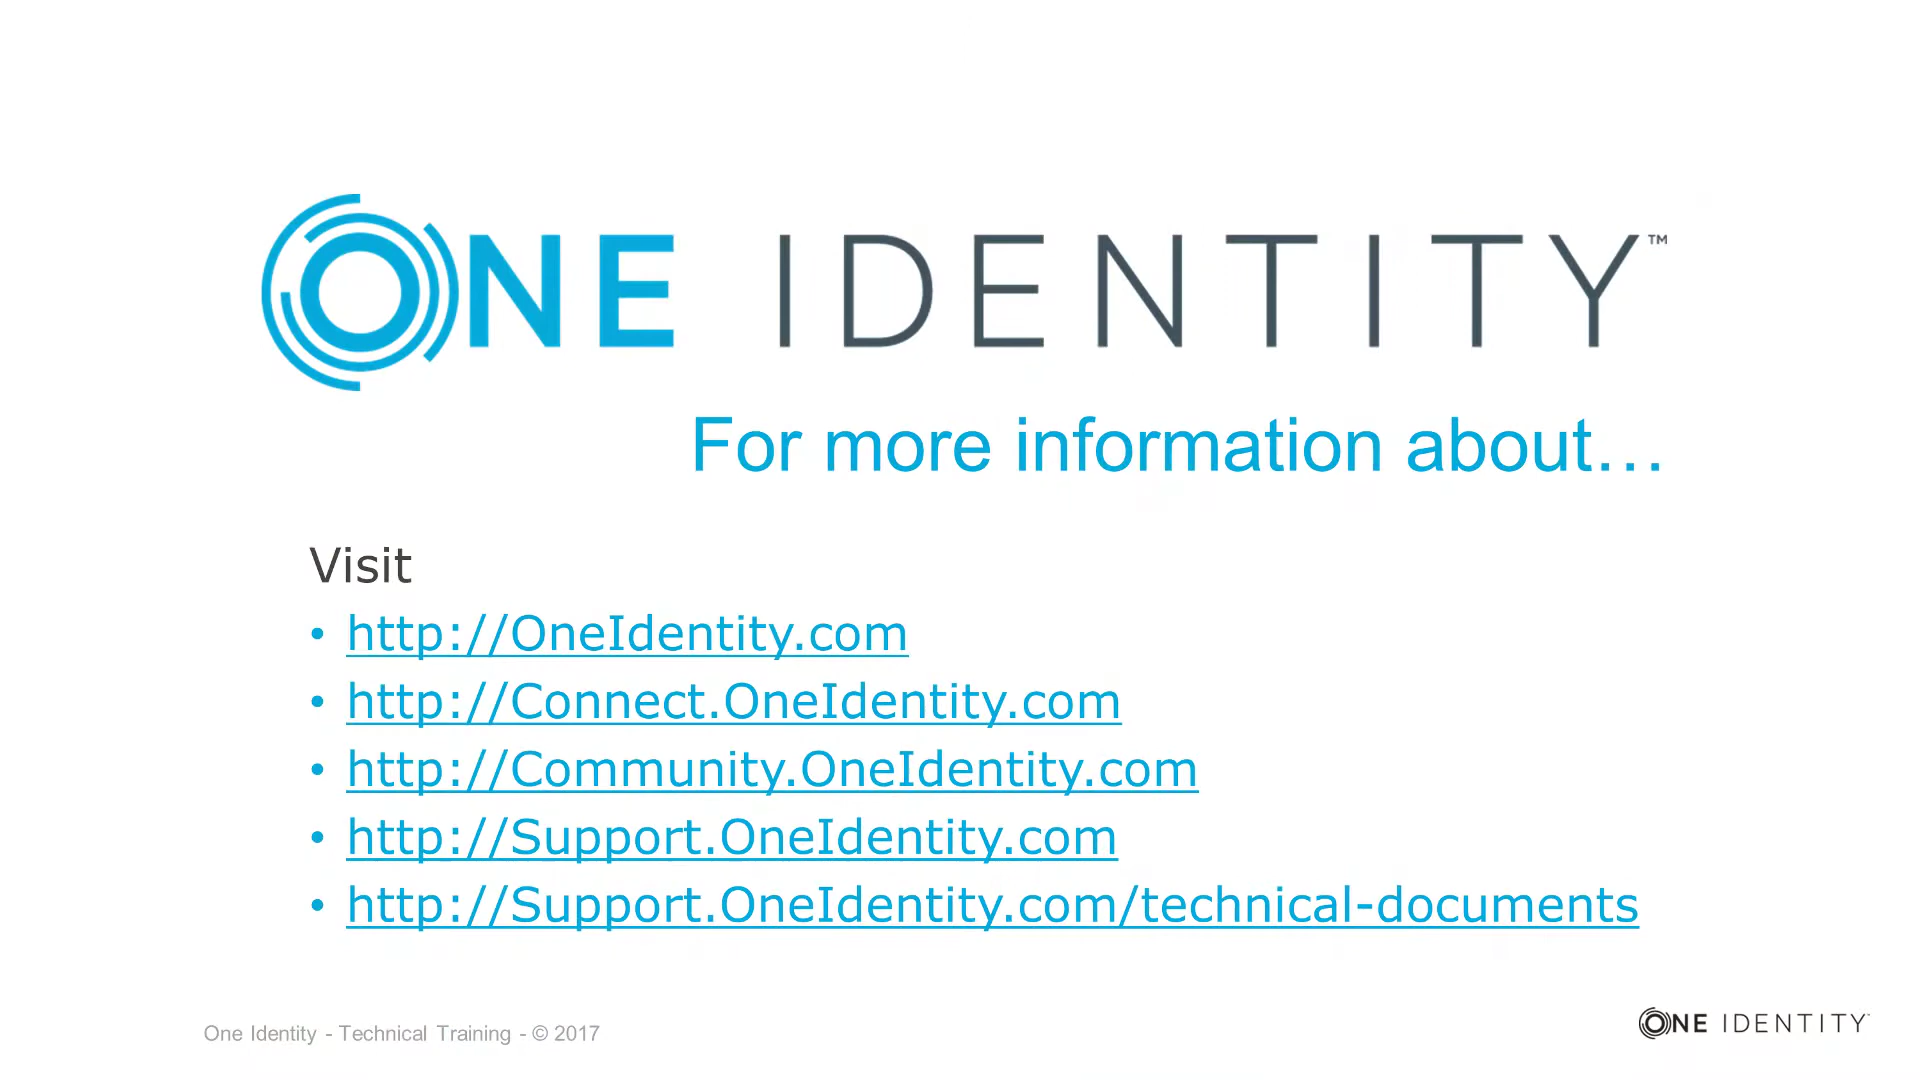 ONE IDENTITY™
For more information about…
Visit
• http://OneIdentity.com
• http://Connect.OneIdentity.com
• http://Community.OneIdentity.com
• http://Support.OneIdentity.com
• http://Support.OneIdentity.com/technical-documents
One Identity - Technical Training - © 2017
ONE IDENTITY